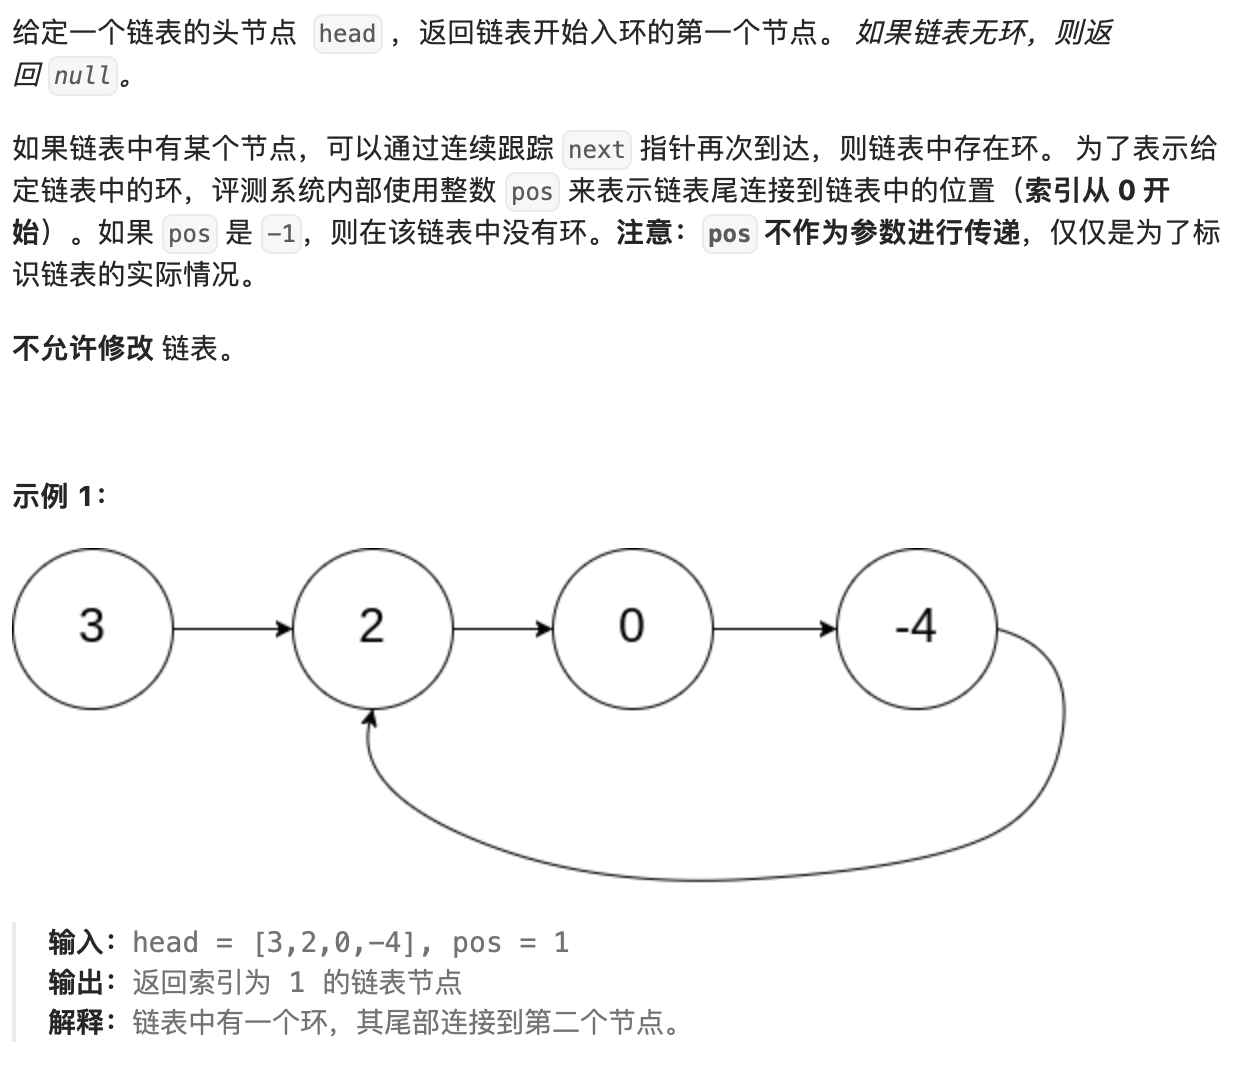 给定一个链表的头节点 head ，返回链表开始入环的第一个节点。 如果链表无环，则返
回 null。
如果链表中有某个节点，可以通过连续跟踪 next 指针再次到达，则链表中存在环。 为了表示给
定链表中的环，评测系统内部使用整数 pos 来表示链表尾连接到链表中的位置（索引从 0 开
始）。如果 pos 是 -1，则在该链表中没有环。注意：pos 不作为参数进行传递，仅仅是为了标
识链表的实际情况。
不允许修改 链表。
示例 1：
3 2 0 -4
输入：head = [3,2,0,-4], pos = 1
输出：返回索引为 1 的链表节点
解释：链表中有一个环，其尾部连接到第二个节点。